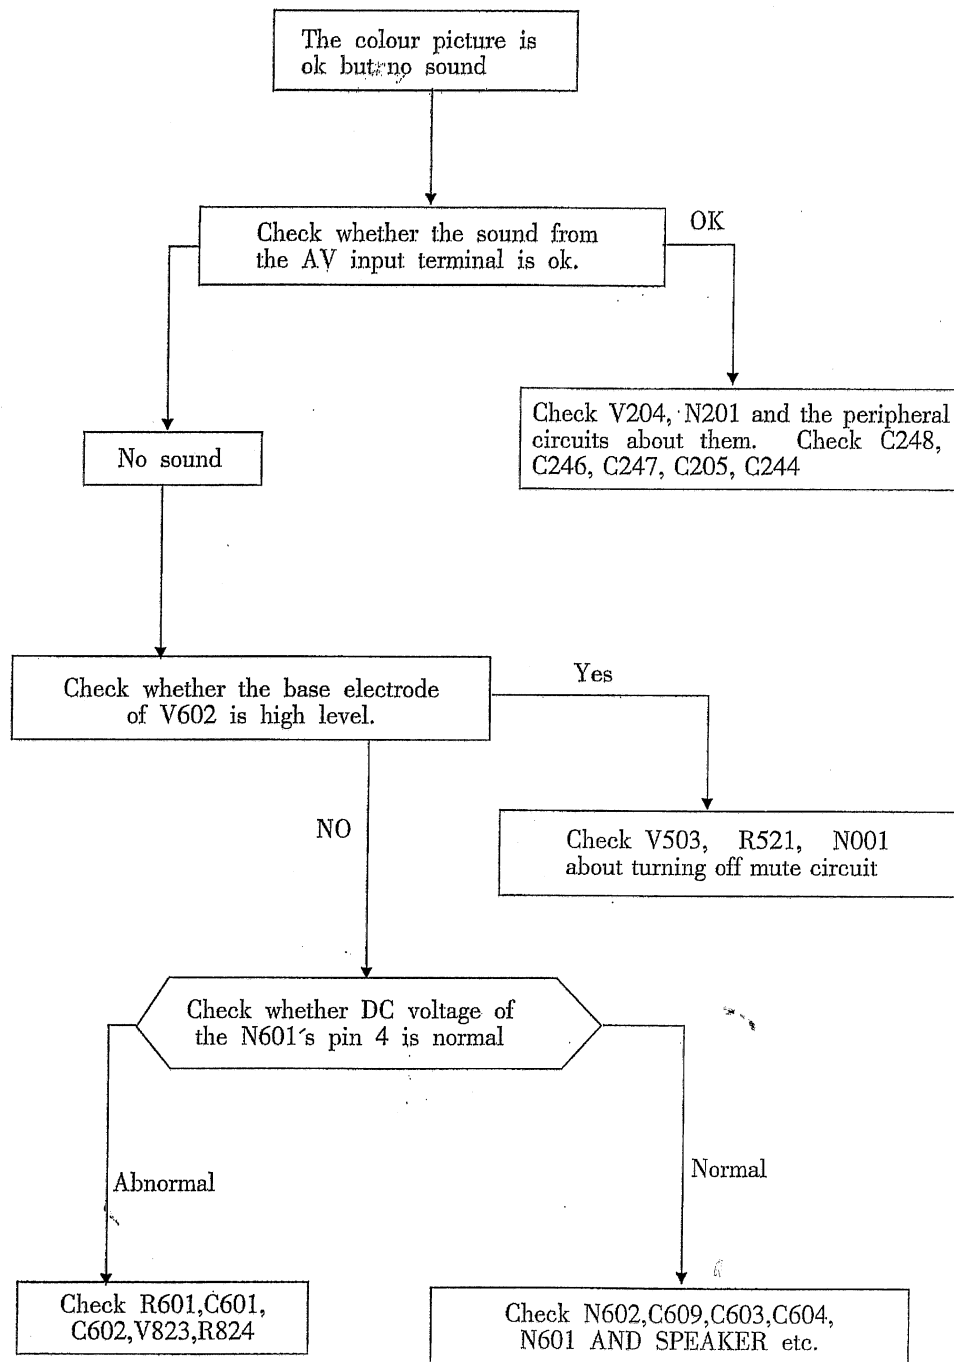 The colour picture is
ok but no sound
Check whether the sound from
the AV input terminal is ok.
OK
Check V204, N201 and the peripheral
circuits about them. Check C248,
C246, C247, C205, C244
No sound
Check whether the base electrode
of V602 is high level.
Yes
Check V503, R521, N001
about turning off mute circuit
NO
Check whether DC voltage of
the N601's pin 4 is normal
Abnormal
Normal
Check R601,C601,
C602,V823,R824
Check N602,C609,C603,C604,
N601 AND SPEAKER etc.